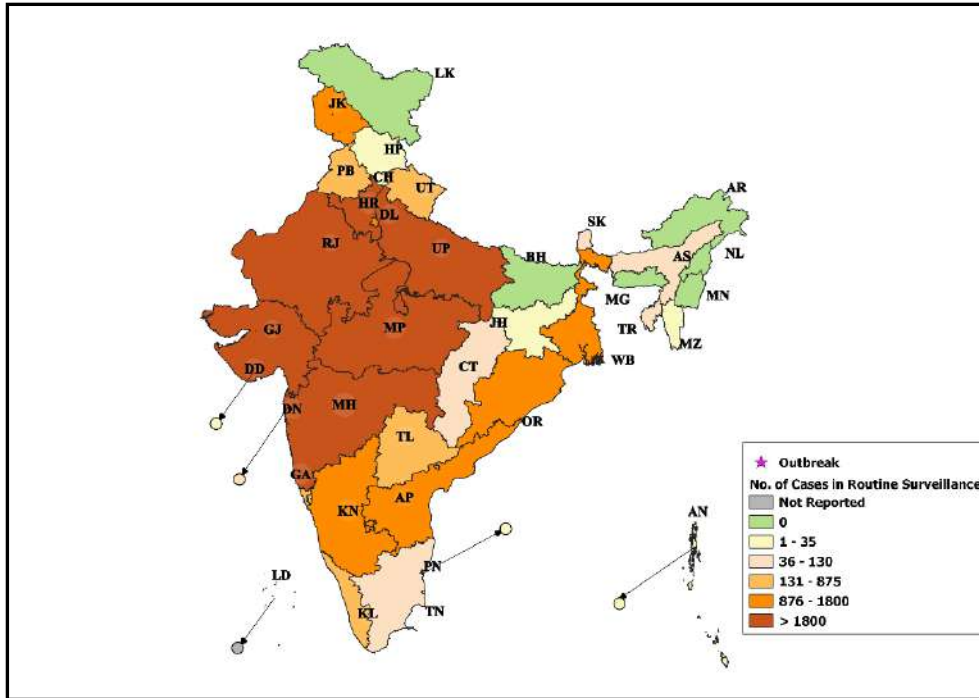 LK
JK
HP
PB
CH
UT
HR
DL
AR
SK
RJ
UP
BH
AS
NL
MG
MN
GJ
MP
JH
TR
MZ
WB
CT
DD
DN
MH
OR
TL
GA
AP
KN
AN
PN
LD
KL
TN
Outbreak
No. of Cases in Routine Surveillance
Not Reported
0
1 - 35
36 - 130
131 - 875
876 - 1800
> 1800